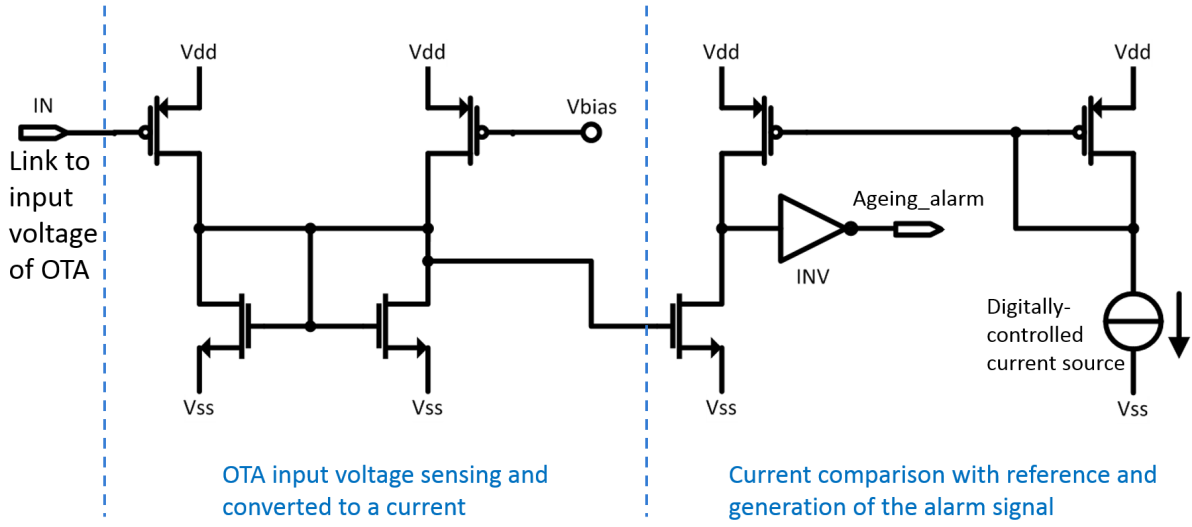 Vdd
Vdd
Vdd
Vdd
IN
Vbias
Link to
input
voltage
of OTA
Ageing_alarm
INV
Digitally-
controlled
current source
Vss
Vss
Vss
Vss
OTA input voltage sensing and
converted to a current
Current comparison with reference and
generation of the alarm signal